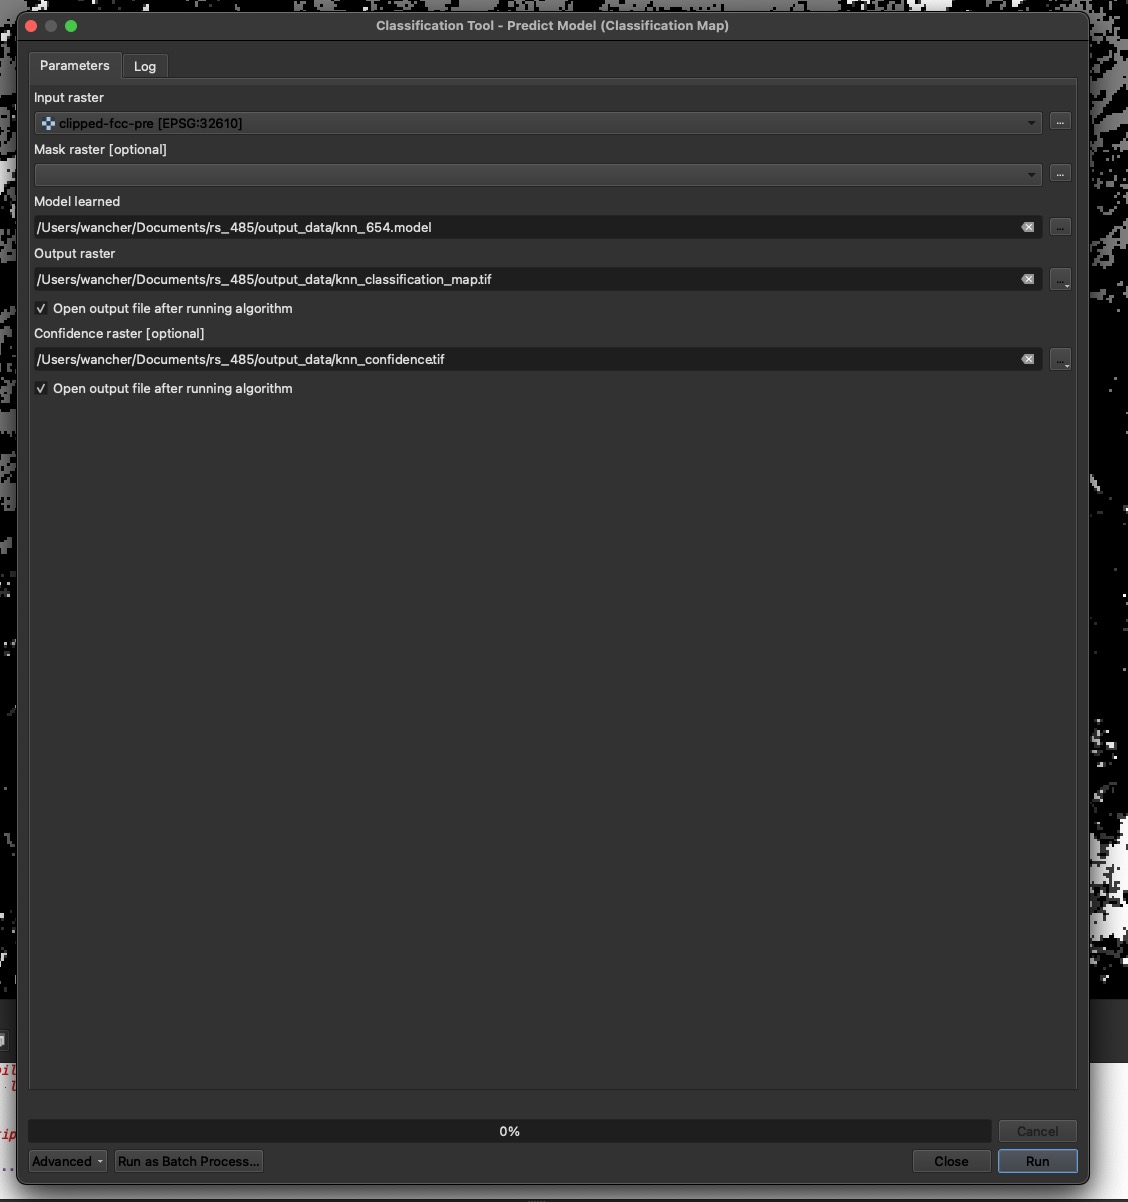 Classification Tool - Predict Model (Classification Map)
Parameters
Log
Input raster
clipped-fcc-pre [EPSG:32610]
...
Mask raster [optional]
...
Model learned
/Users/wancher/Documents/rs_485/output_data/knn_654.model
...
Output raster
/Users/wancher/Documents/rs_485/output_data/knn_classification_map.tif
...
Open output file after running algorithm
Confidence raster [optional]
/Users/wancher/Documents/rs_485/output_data/knn_confidence.tif
...
Open output file after running algorithm
0%
Cancel
Advanced
Run as Batch Process...
Close
Run